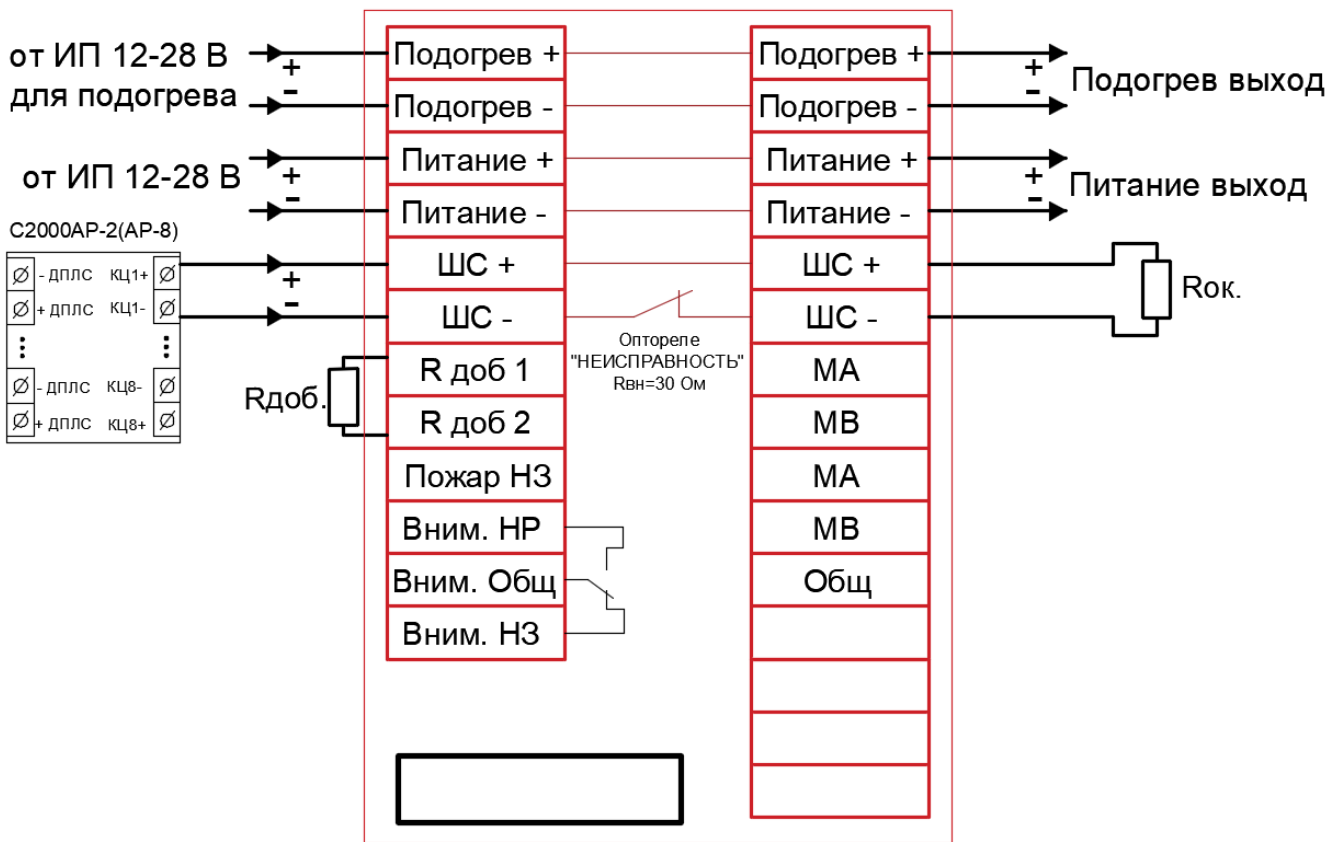 от ИП 12-28 В
для подогрева
+
-
от ИП 12-28 В
+
-
С2000АР-2(АР-8)
- ДПЛС КЦ1+
+ ДПЛС КЦ1-
- ДПЛС КЦ8-
+ ДПЛС КЦ8+
+
-
Rдоб.
Подогрев +
Подогрев -
Питание +
Питание -
ШС +
ШС -
R доб 1
R доб 2
Пожар НЗ
Вним. НР
Вним. Общ
Вним. НЗ
Оптореле
"НЕИСПРАВНОСТЬ"
Rвн=30 Ом
Подогрев +
Подогрев -
Питание +
Питание -
ШС +
ШС -
МА
МВ
МА
МВ
Общ
+
-
Подогрев выход
+
-
Питание выход
Rок.